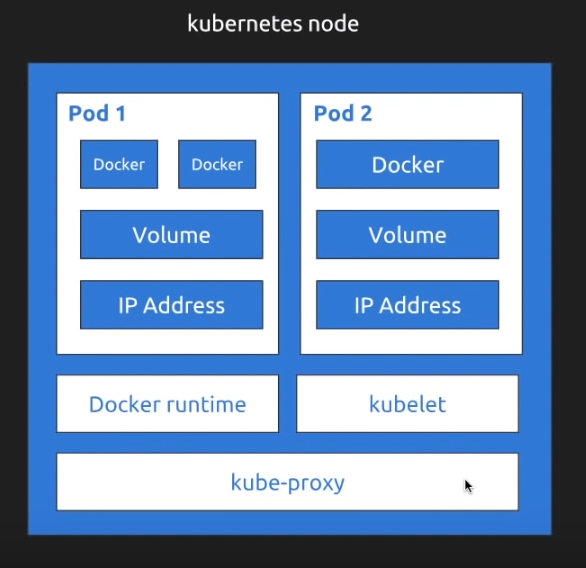 kubernetes node
Pod 1
Docker
Docker
Volume
IP Address
Pod 2
Docker
Volume
IP Address
Docker runtime
kubelet
kube-proxy